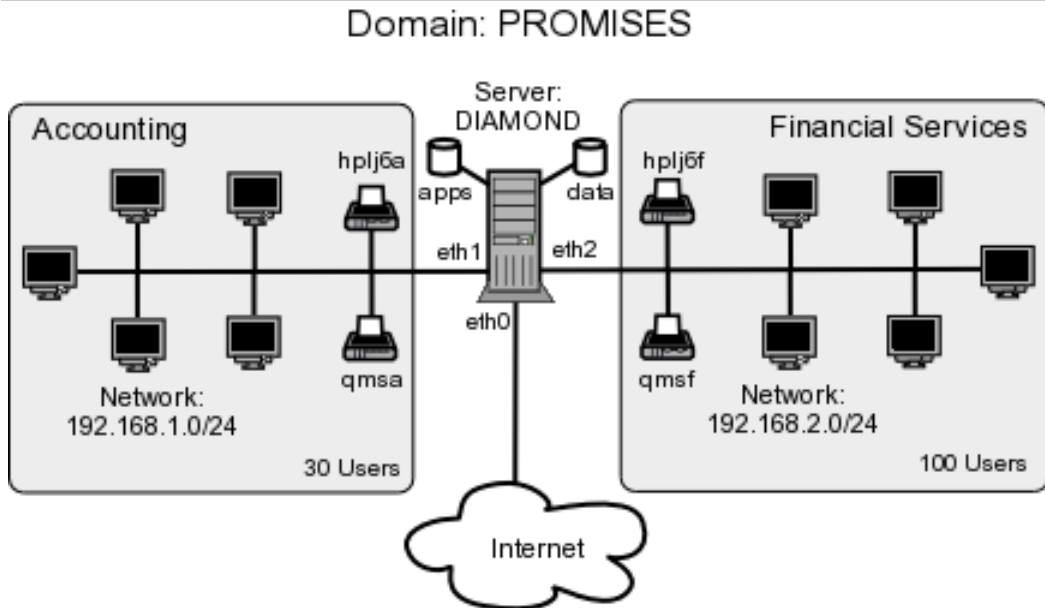 Domain: PROMISES
Server:
DIAMOND
Accounting
Financial Services
hplj6a
apps
data
hplj6f
eth1
eth2
eth0
qmsa
qmsf
Network:
192.168.1.0/24
30 Users
Network:
192.168.2.0/24
100 Users
Internet